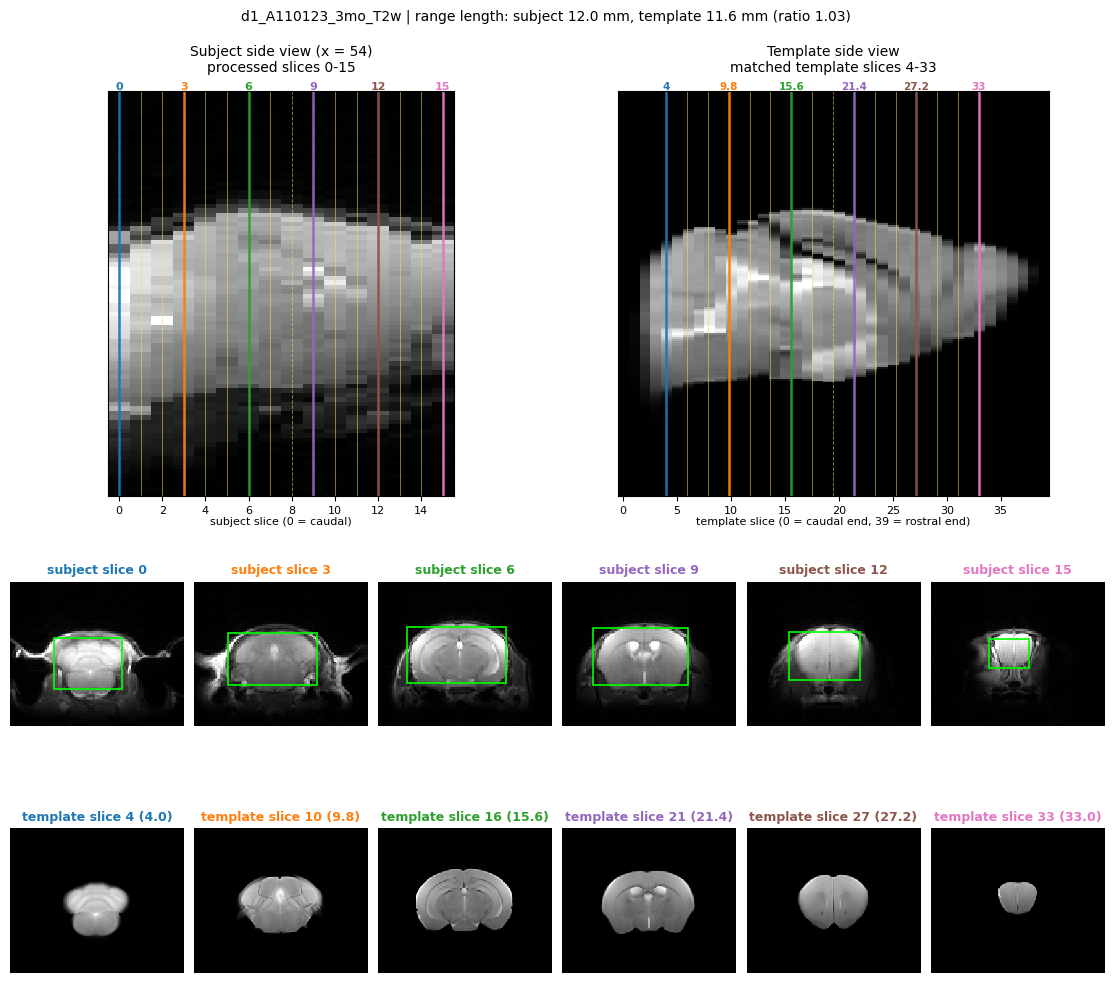 d1_A110123_3mo_T2w | range length: subject 12.0 mm, template 11.6 mm (ratio 1.03)
Subject side view (x = 54)
processed slices 0-15
0 3 6 9 12 15
0 2 4 6 8 10 12 14
subject slice (0 = caudal)
Template side view
matched template slices 4-33
4 9.8 15.6 21.4 27.2 33
0 5 10 15 20 25 30 35
template slice (0 = caudal end, 39 = rostral end)
subject slice 0
subject slice 3
subject slice 6
subject slice 9
subject slice 12
subject slice 15
template slice 4 (4.0)
template slice 10 (9.8)
template slice 16 (15.6)
template slice 21 (21.4)
template slice 27 (27.2)
template slice 33 (33.0)